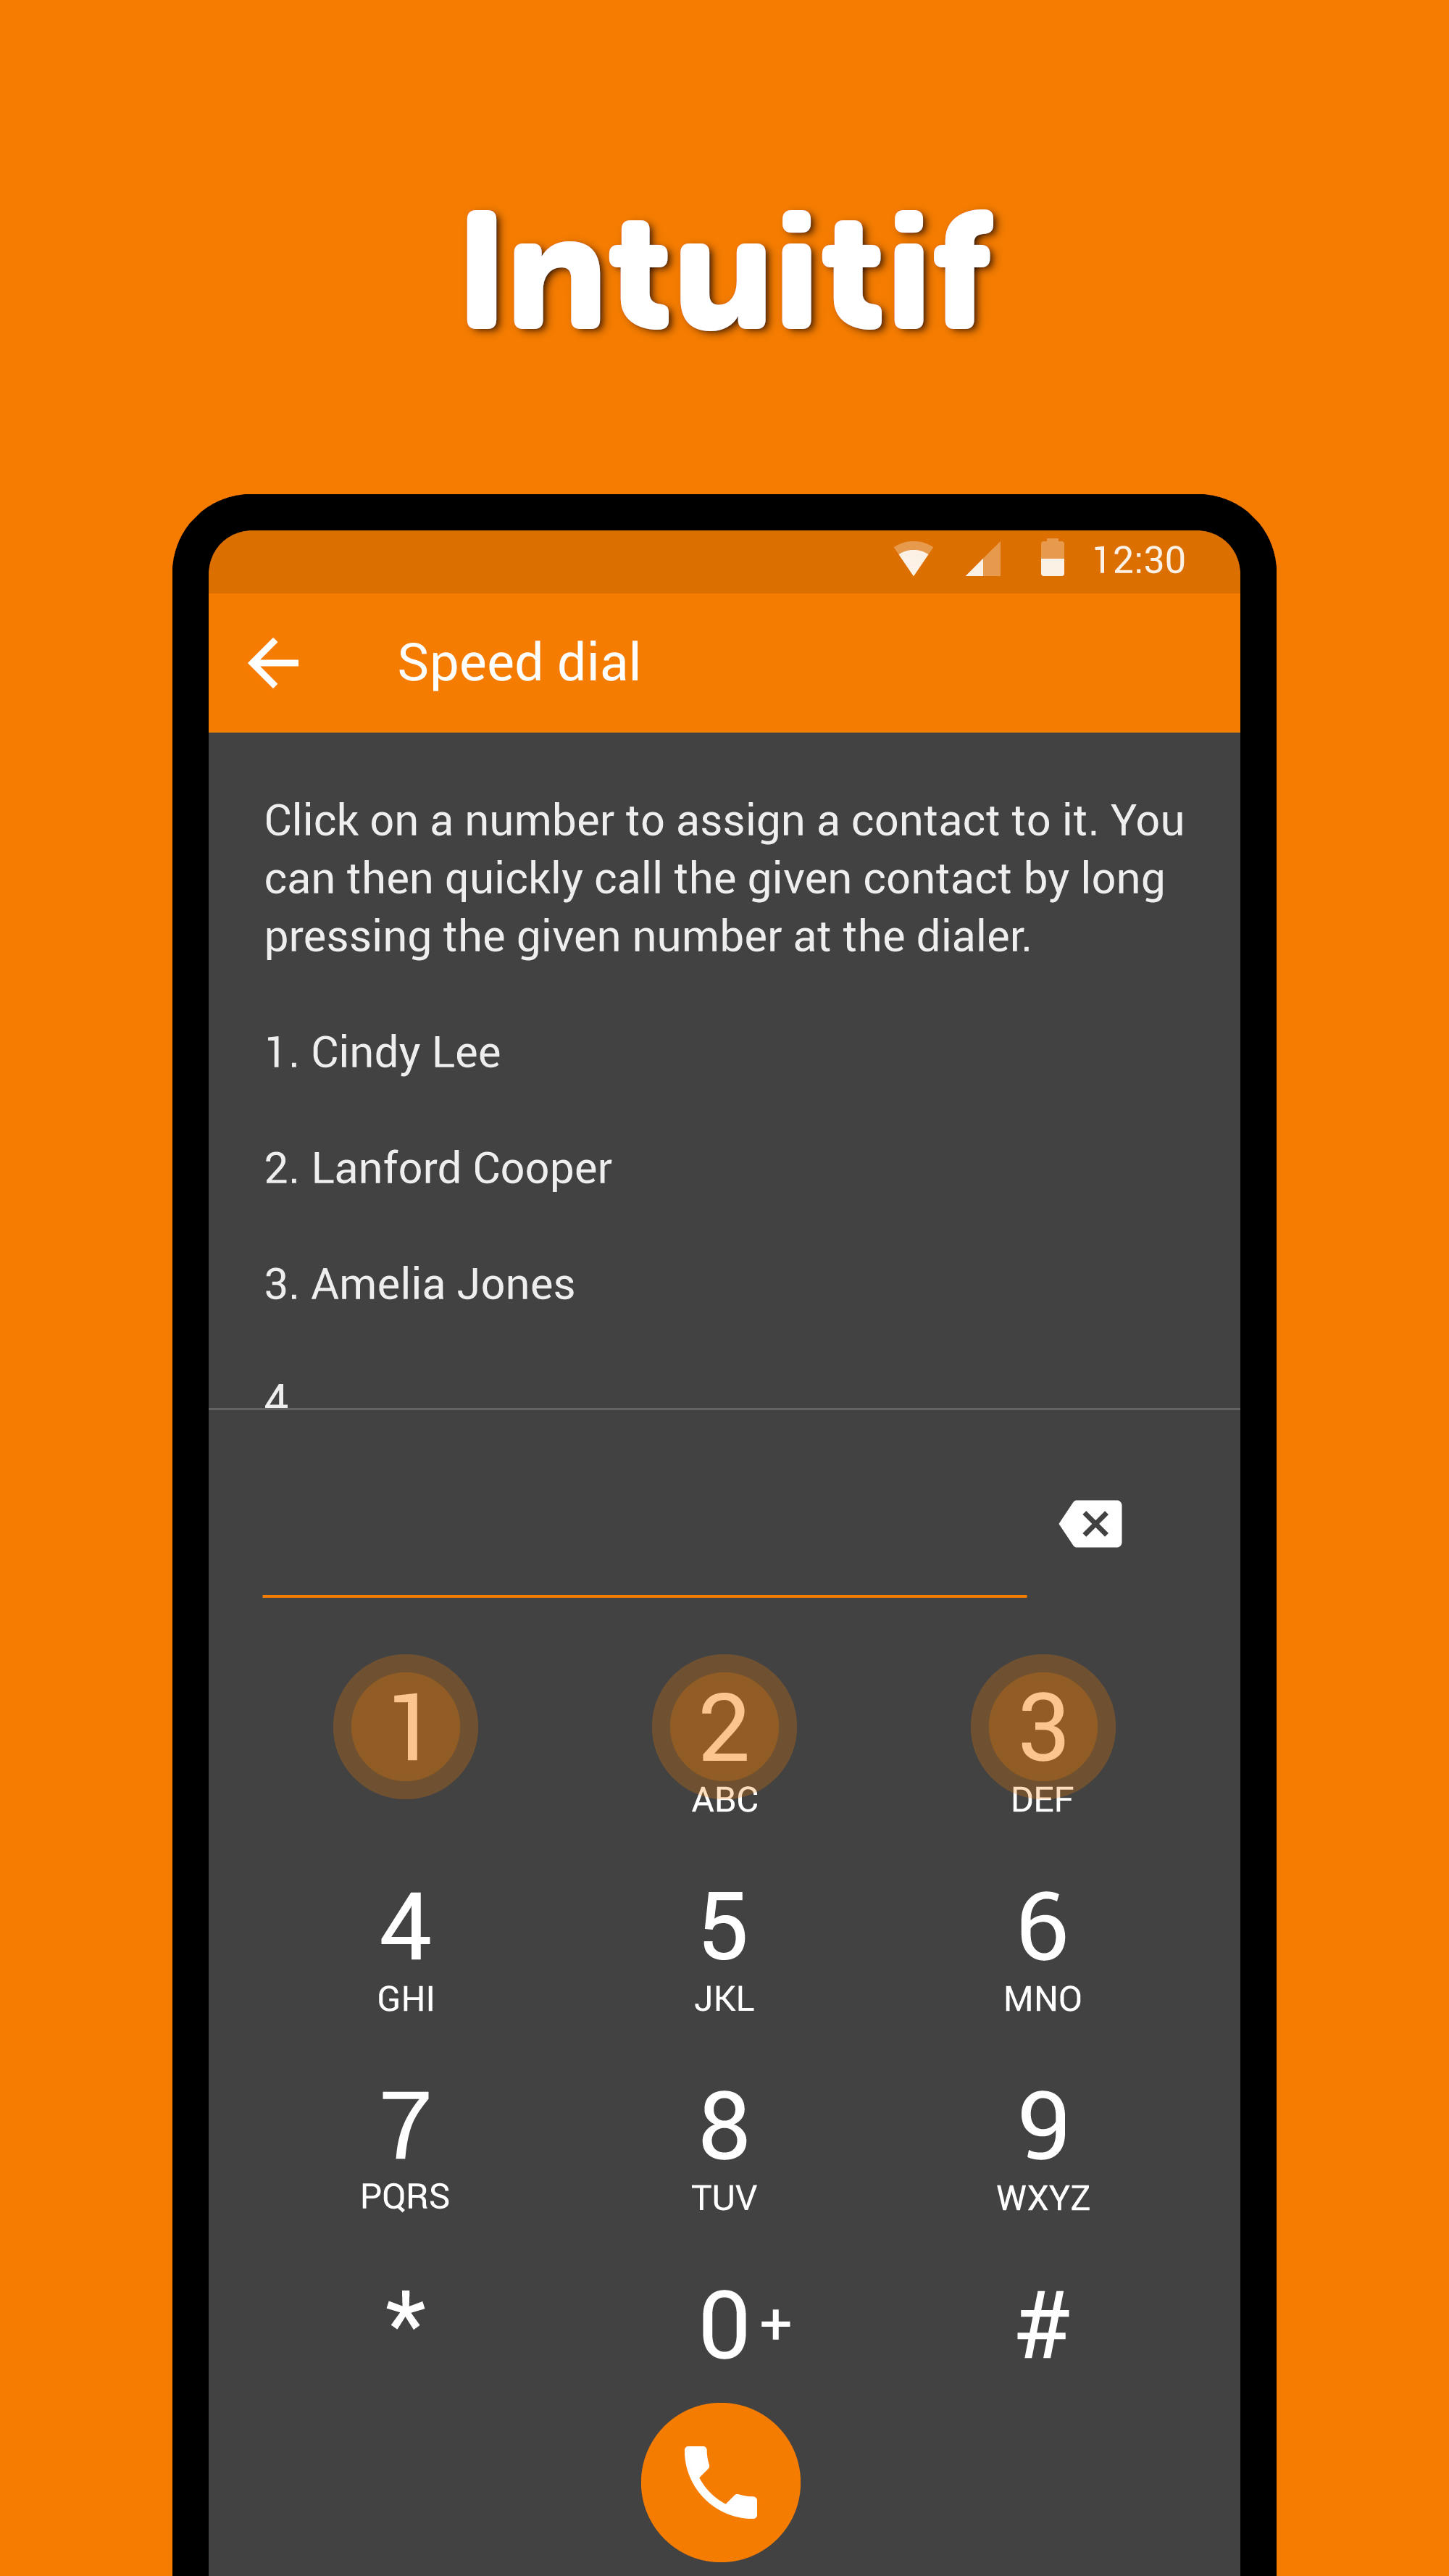 Intuitif
12:30
Speed dial
Click on a number to assign a contact to it. You
can then quickly call the given contact by long
pressing the given number at the dialer.
1. Cindy Lee
2. Lanford Cooper
3. Amelia Jones
4
1 2 3
ABC DEF
4 5 6
GHI JKL MNO
7 8 9
PQRS TUV WXYZ
* 0 + #